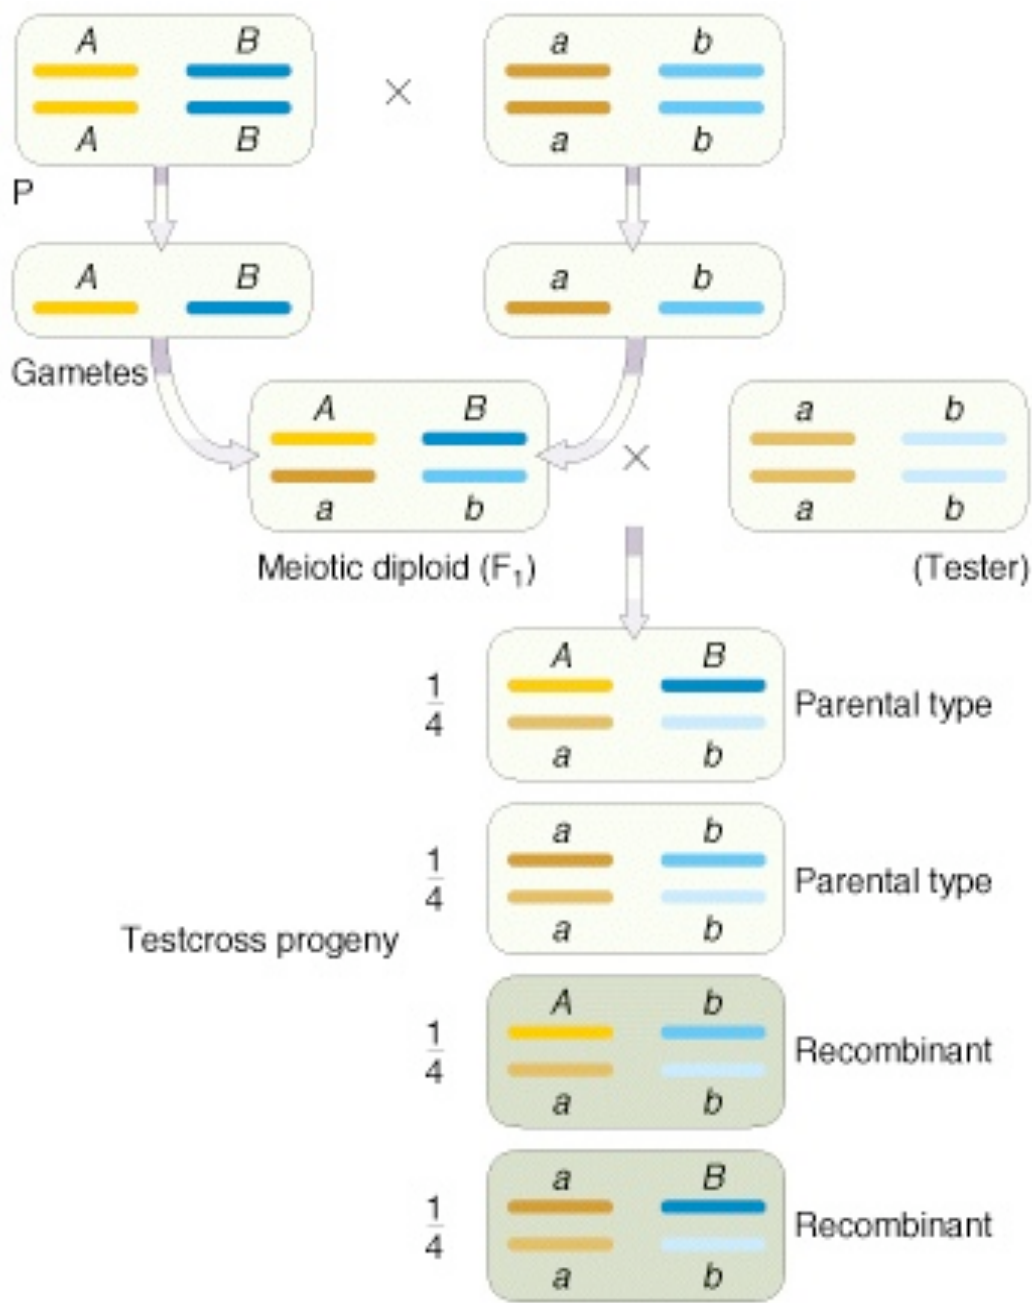 A B a b
×
A B a b
P
A B a b
Gametes
A B a b
×
a b a b
Meiotic diploid (F1) (Tester)
A B
1/4 Parental type
a b
a b
1/4 Parental type
a b
Testcross progeny
A b
1/4 Recombinant
a b
a B
1/4 Recombinant
a b